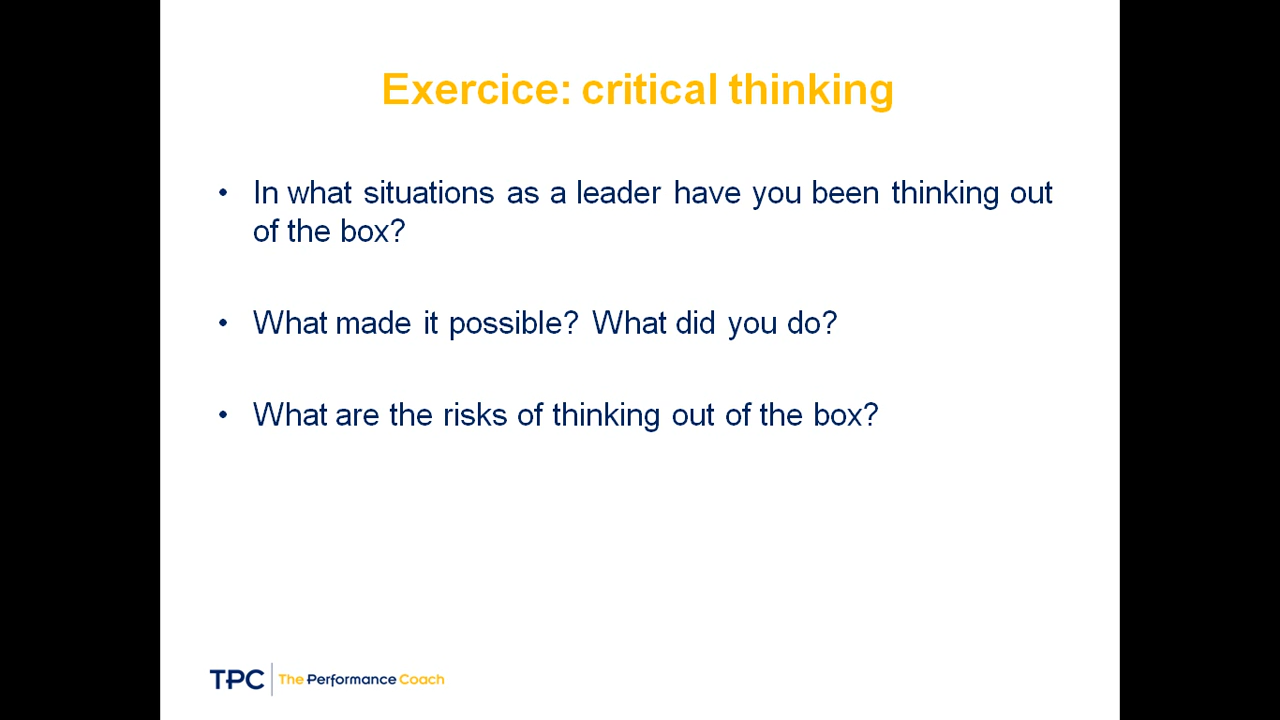 Exercice: critical thinking
• In what situations as a leader have you been thinking out
of the box?
• What made it possible? What did you do?
• What are the risks of thinking out of the box?
TPC The Performance Coach